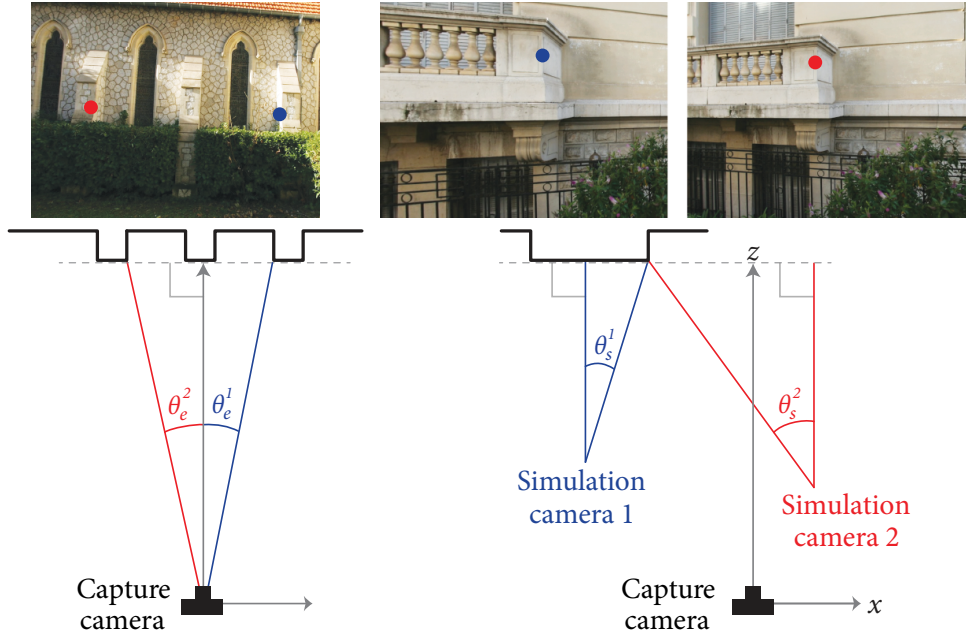 θₑ² θₑ¹
Capture
camera
z
θₛ¹
θₛ²
Simulation
camera 1
Simulation
camera 2
Capture
camera
x